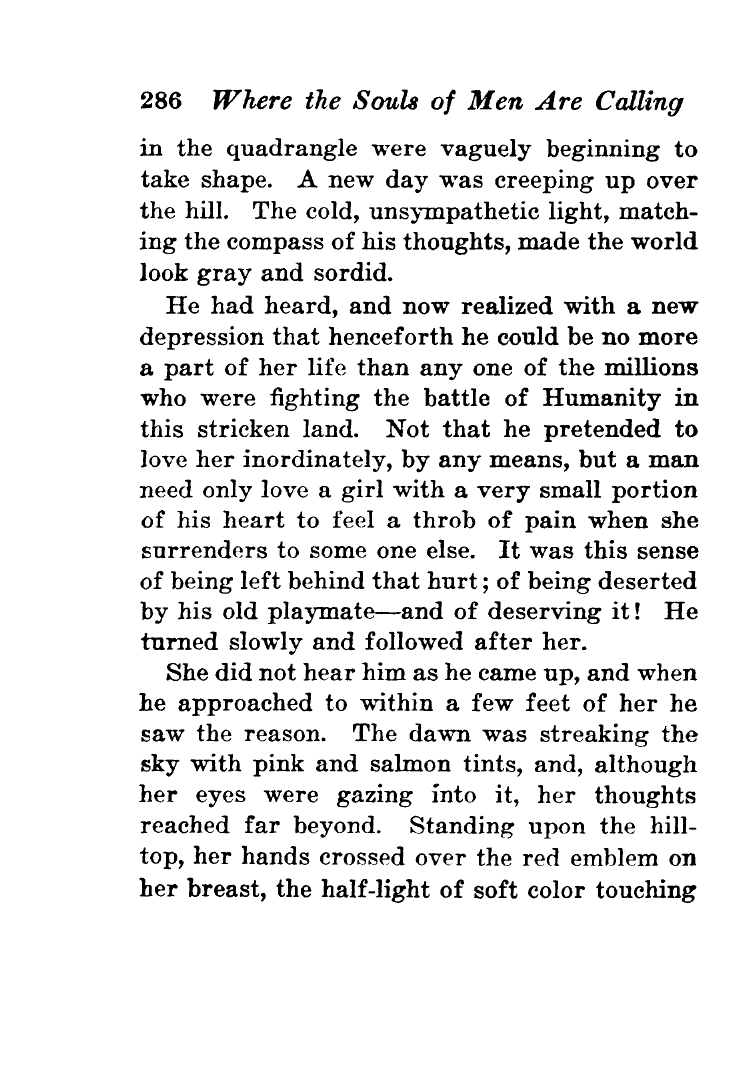 286 Where the Souls of Men Are Calling
in the quadrangle were vaguely beginning to
take shape. A new day was creeping up over
the hill. The cold, unsympathetic light, match-
ing the compass of his thoughts, made the world
look gray and sordid.
He had heard, and now realized with a new
depression that henceforth he could be no more
a part of her life than any one of the millions
who were fighting the battle of Humanity in
this stricken land. Not that he pretended to
love her inordinately, by any means, but a man
need only love a girl with a very small portion
of his heart to feel a throb of pain when she
surrenders to some one else. It was this sense
of being left behind that hurt; of being deserted
by his old playmate—and of deserving it! He
turned slowly and followed after her.
She did not hear him as he came up, and when
he approached to within a few feet of her he
saw the reason. The dawn was streaking the
sky with pink and salmon tints, and, although
her eyes were gazing into it, her thoughts
reached far beyond. Standing upon the hill-
top, her hands crossed over the red emblem on
her breast, the half-light of soft color touching